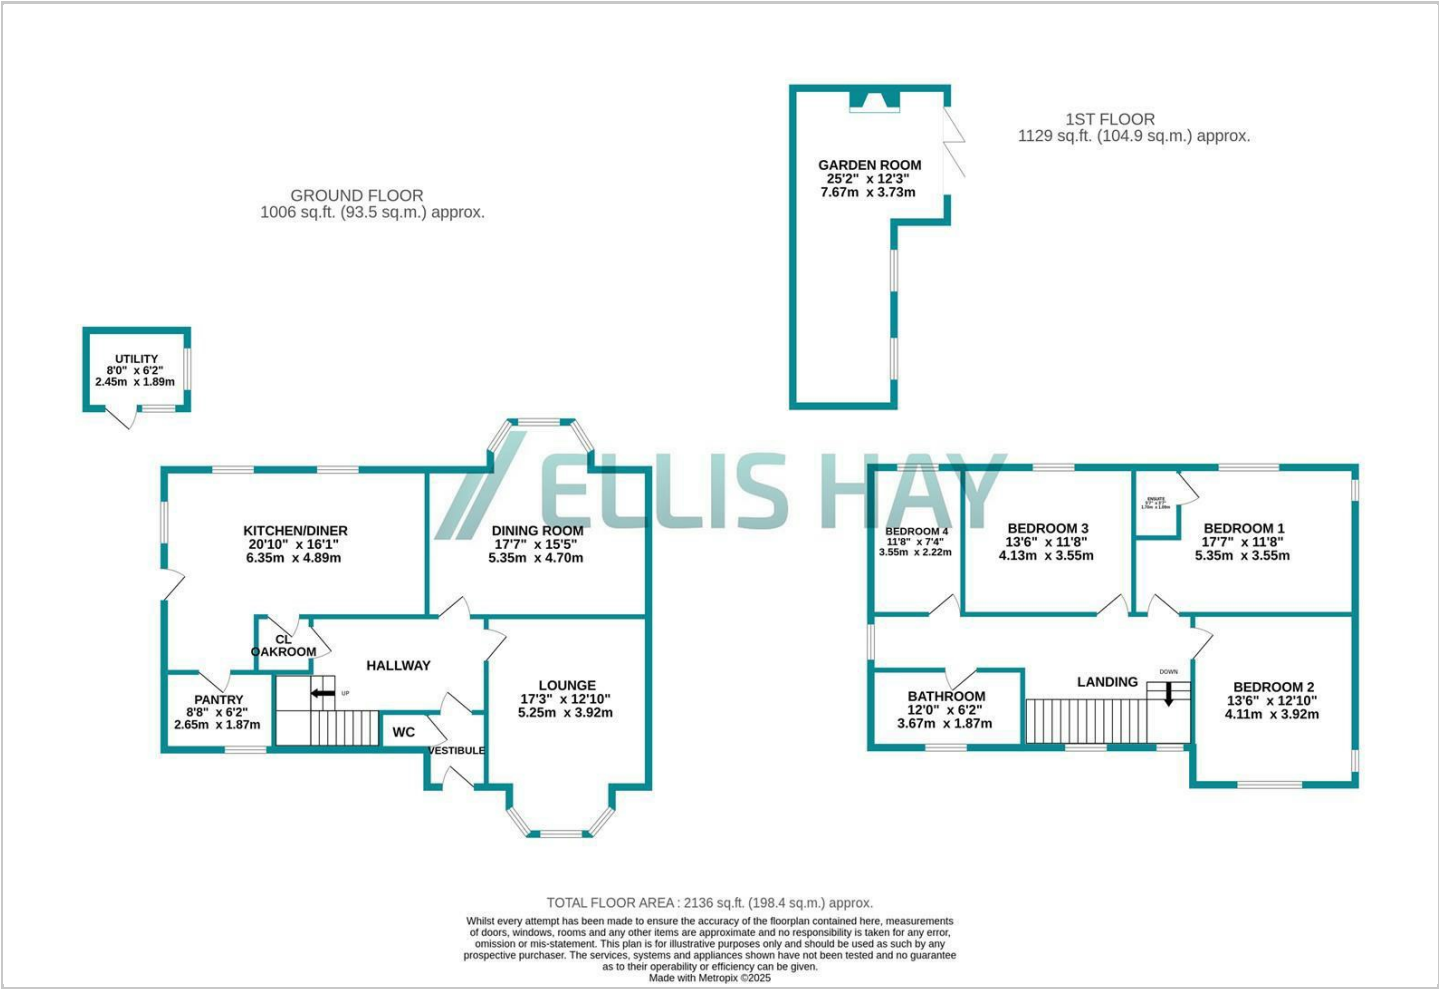 GROUND FLOOR
1006 sq.ft. (93.5 sq.m.) approx.
1ST FLOOR
1129 sq.ft. (104.9 sq.m.) approx.
GARDEN ROOM
25'2" x 12'3"
7.67m x 3.73m
UTILITY
8'0" x 6'2"
2.45m x 1.89m
ELLIS HAY
KITCHEN/DINER
20'10" x 16'1"
6.35m x 4.89m
DINING ROOM
17'7" x 15'5"
5.35m x 4.70m
CL
OAKROOM
HALLWAY
UP
PANTRY
8'8" x 6'2"
2.65m x 1.87m
WC
VESTIBULE
LOUNGE
17'3" x 12'10"
5.25m x 3.92m
BEDROOM 4
11'8" x 7'4"
3.55m x 2.22m
BEDROOM 3
13'6" x 11'8"
4.13m x 3.55m
ENSUITE
BEDROOM 1
17'7" x 11'8"
5.35m x 3.55m
BATHROOM
12'0" x 6'2"
3.67m x 1.87m
LANDING
DOWN
BEDROOM 2
13'6" x 12'10"
4.11m x 3.92m
TOTAL FLOOR AREA : 2136 sq.ft. (198.4 sq.m.) approx.
Whilst every attempt has been made to ensure the accuracy of the floorplan contained here, measurements
of doors, windows, rooms and any other items are approximate and no responsibility is taken for any error,
omission or mis-statement. This plan is for illustrative purposes only and should be used as such by any
prospective purchaser. The services, systems and appliances shown have not been tested and no guarantee
as to their operability or efficiency can be given.
Made with Metropix ©2025